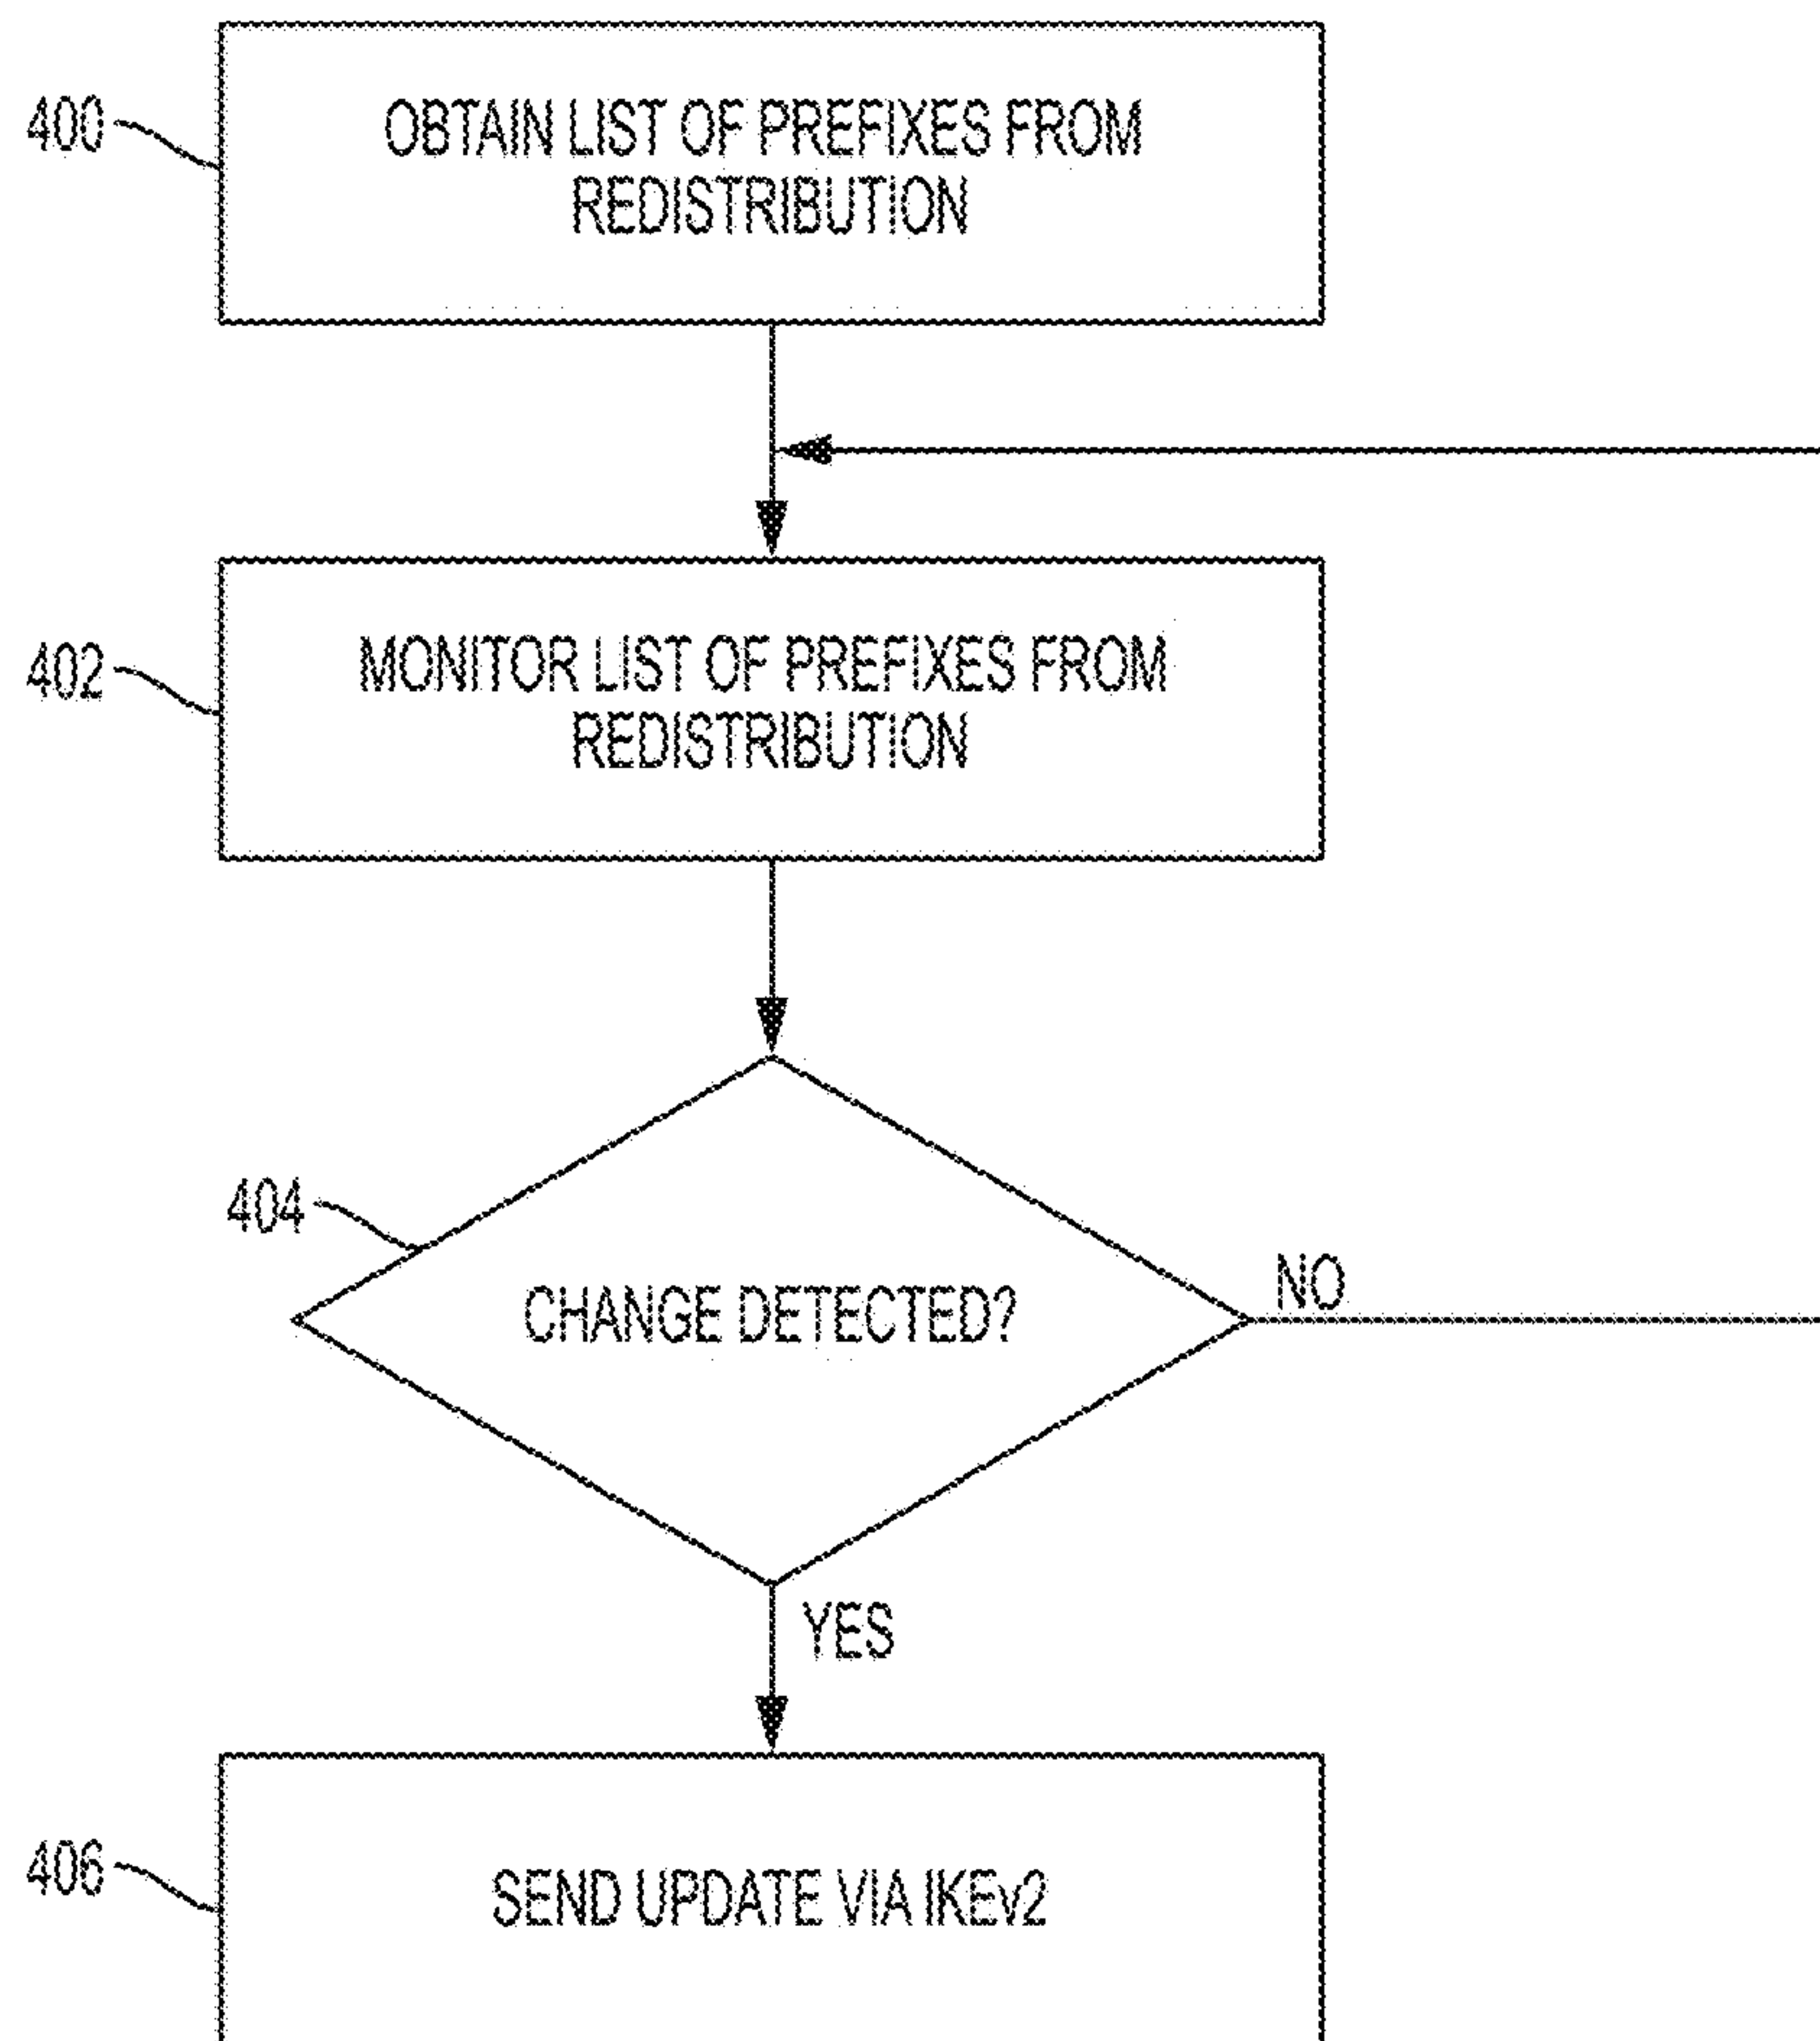 400
OBTAIN LIST OF PREFIXES FROM
REDISTRIBUTION
402
MONITOR LIST OF PREFIXES FROM
REDISTRIBUTION
404
CHANGE DETECTED?
NO
YES
406
SEND UPDATE VIA IKEv2